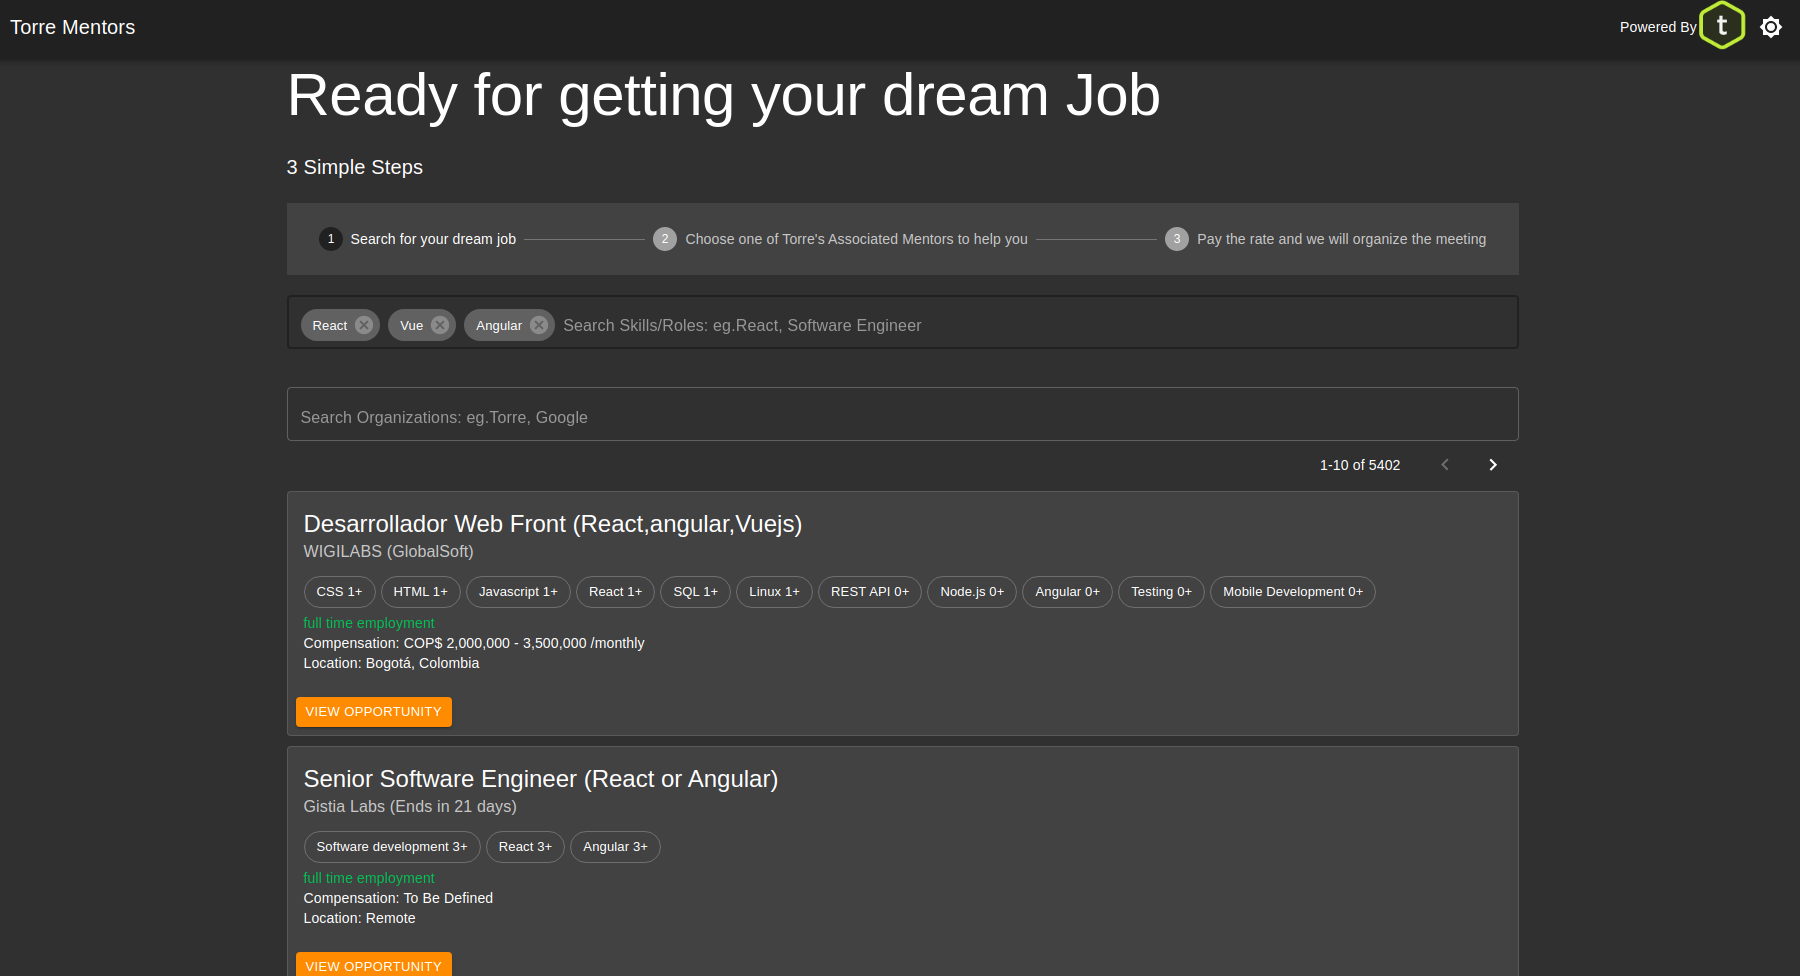 Torre Mentors
Powered By t
Ready for getting your dream Job
3 Simple Steps
1 Search for your dream job 2 Choose one of Torre's Associated Mentors to help you 3 Pay the rate and we will organize the meeting
React Vue Angular Search Skills/Roles: eg.React, Software Engineer
Search Organizations: eg.Torre, Google
1-10 of 5402
Desarrollador Web Front (React,angular,Vuejs)
WIGILABS (GlobalSoft)
CSS 1+ HTML 1+ Javascript 1+ React 1+ SQL 1+ Linux 1+ REST API 0+ Node.js 0+ Angular 0+ Testing 0+ Mobile Development 0+
full time employment
Compensation: COP$ 2,000,000 - 3,500,000 /monthly
Location: Bogotá, Colombia
VIEW OPPORTUNITY
Senior Software Engineer (React or Angular)
Gistia Labs (Ends in 21 days)
Software development 3+ React 3+ Angular 3+
full time employment
Compensation: To Be Defined
Location: Remote
VIEW OPPORTUNITY